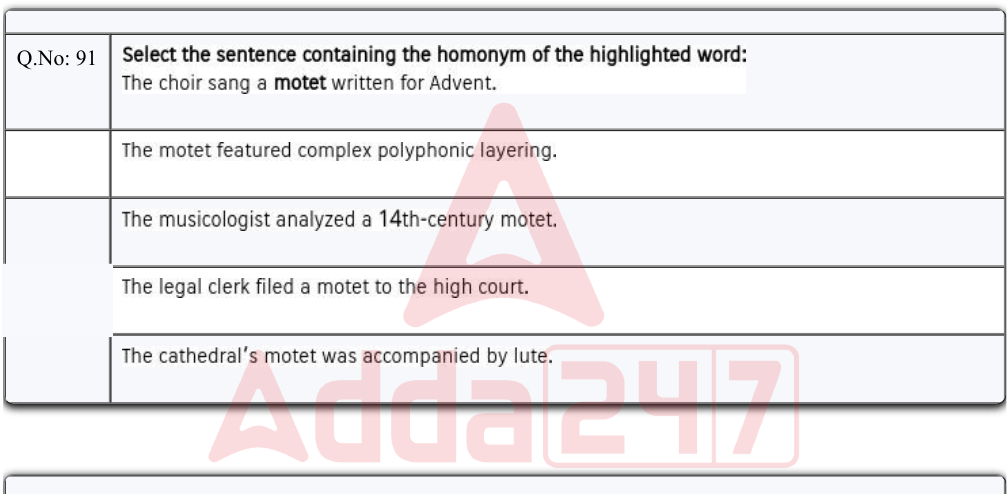 Q.No: 91
Select the sentence containing the homonym of the highlighted word:
The choir sang a motet written for Advent.
The motet featured complex polyphonic layering.
The musicologist analyzed a 14th-century motet.
The legal clerk filed a motet to the high court.
The cathedral's motet was accompanied by lute.
Adda247